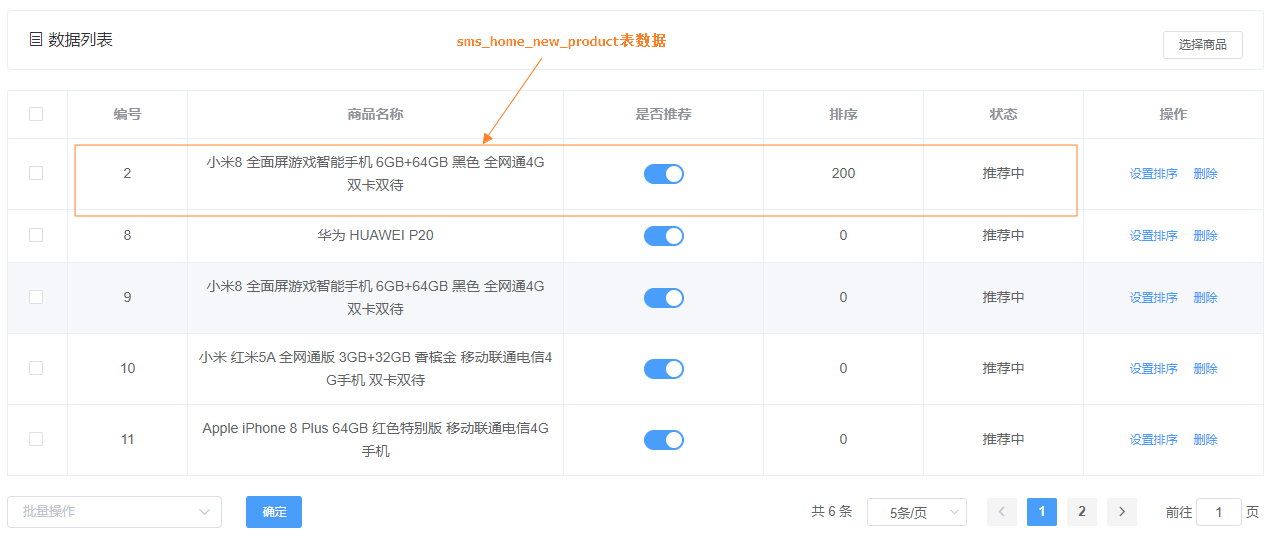 数据列表
sms_home_new_product表数据
选择商品
编号 商品名称 是否推荐 排序 状态 操作
小米8 全面屏游戏智能手机 6GB+64GB 黑色 全网通4G
2 双卡双待 200 推荐中 设置排序 删除
8 华为 HUAWEI P20 0 推荐中 设置排序 删除
小米8 全面屏游戏智能手机 6GB+64GB 黑色 全网通4G
9 双卡双待 0 推荐中 设置排序 删除
小米 红米5A 全网通版 3GB+32GB 香槟金 移动联通电信4
10 G手机 双卡双待 0 推荐中 设置排序 删除
Apple iPhone 8 Plus 64GB 红色特别版 移动联通电信4G
11 手机 0 推荐中 设置排序 删除
批量操作 确定 共 6 条 5条/页 1 2 前往 1 页